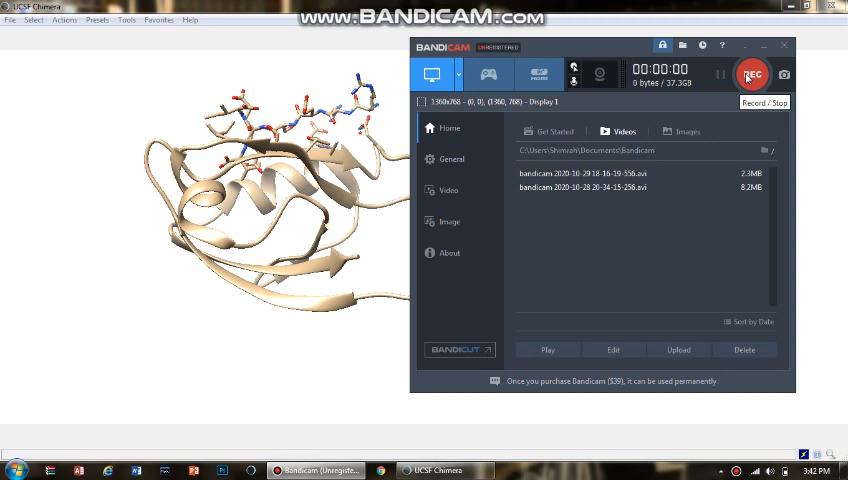 UCSF Chimera
www.BANDICAM.com
File Select Actions Presets Tools Favorites Help
BANDICAM UNREGISTERED
00:00:00
0 bytes / 37.3GB
REC
Record / Stop
1360x768 - (0, 0), (1360, 768) - Display 1
Home
Get Started Videos Images
C:\Users\Shimrah\Documents\Bandicam
General
bandicam 2020-10-29 18-16-19-556.avi 2.3MB
bandicam 2020-10-28 20-34-15-256.avi 8.2MB
Video
Image
About
Sort by Date
BANDICUT Play Edit Upload Delete
Once you purchase Bandicam ($39), it can be used permanently
Bandicam (Unregiste... UCSF Chimera 3:42 PM